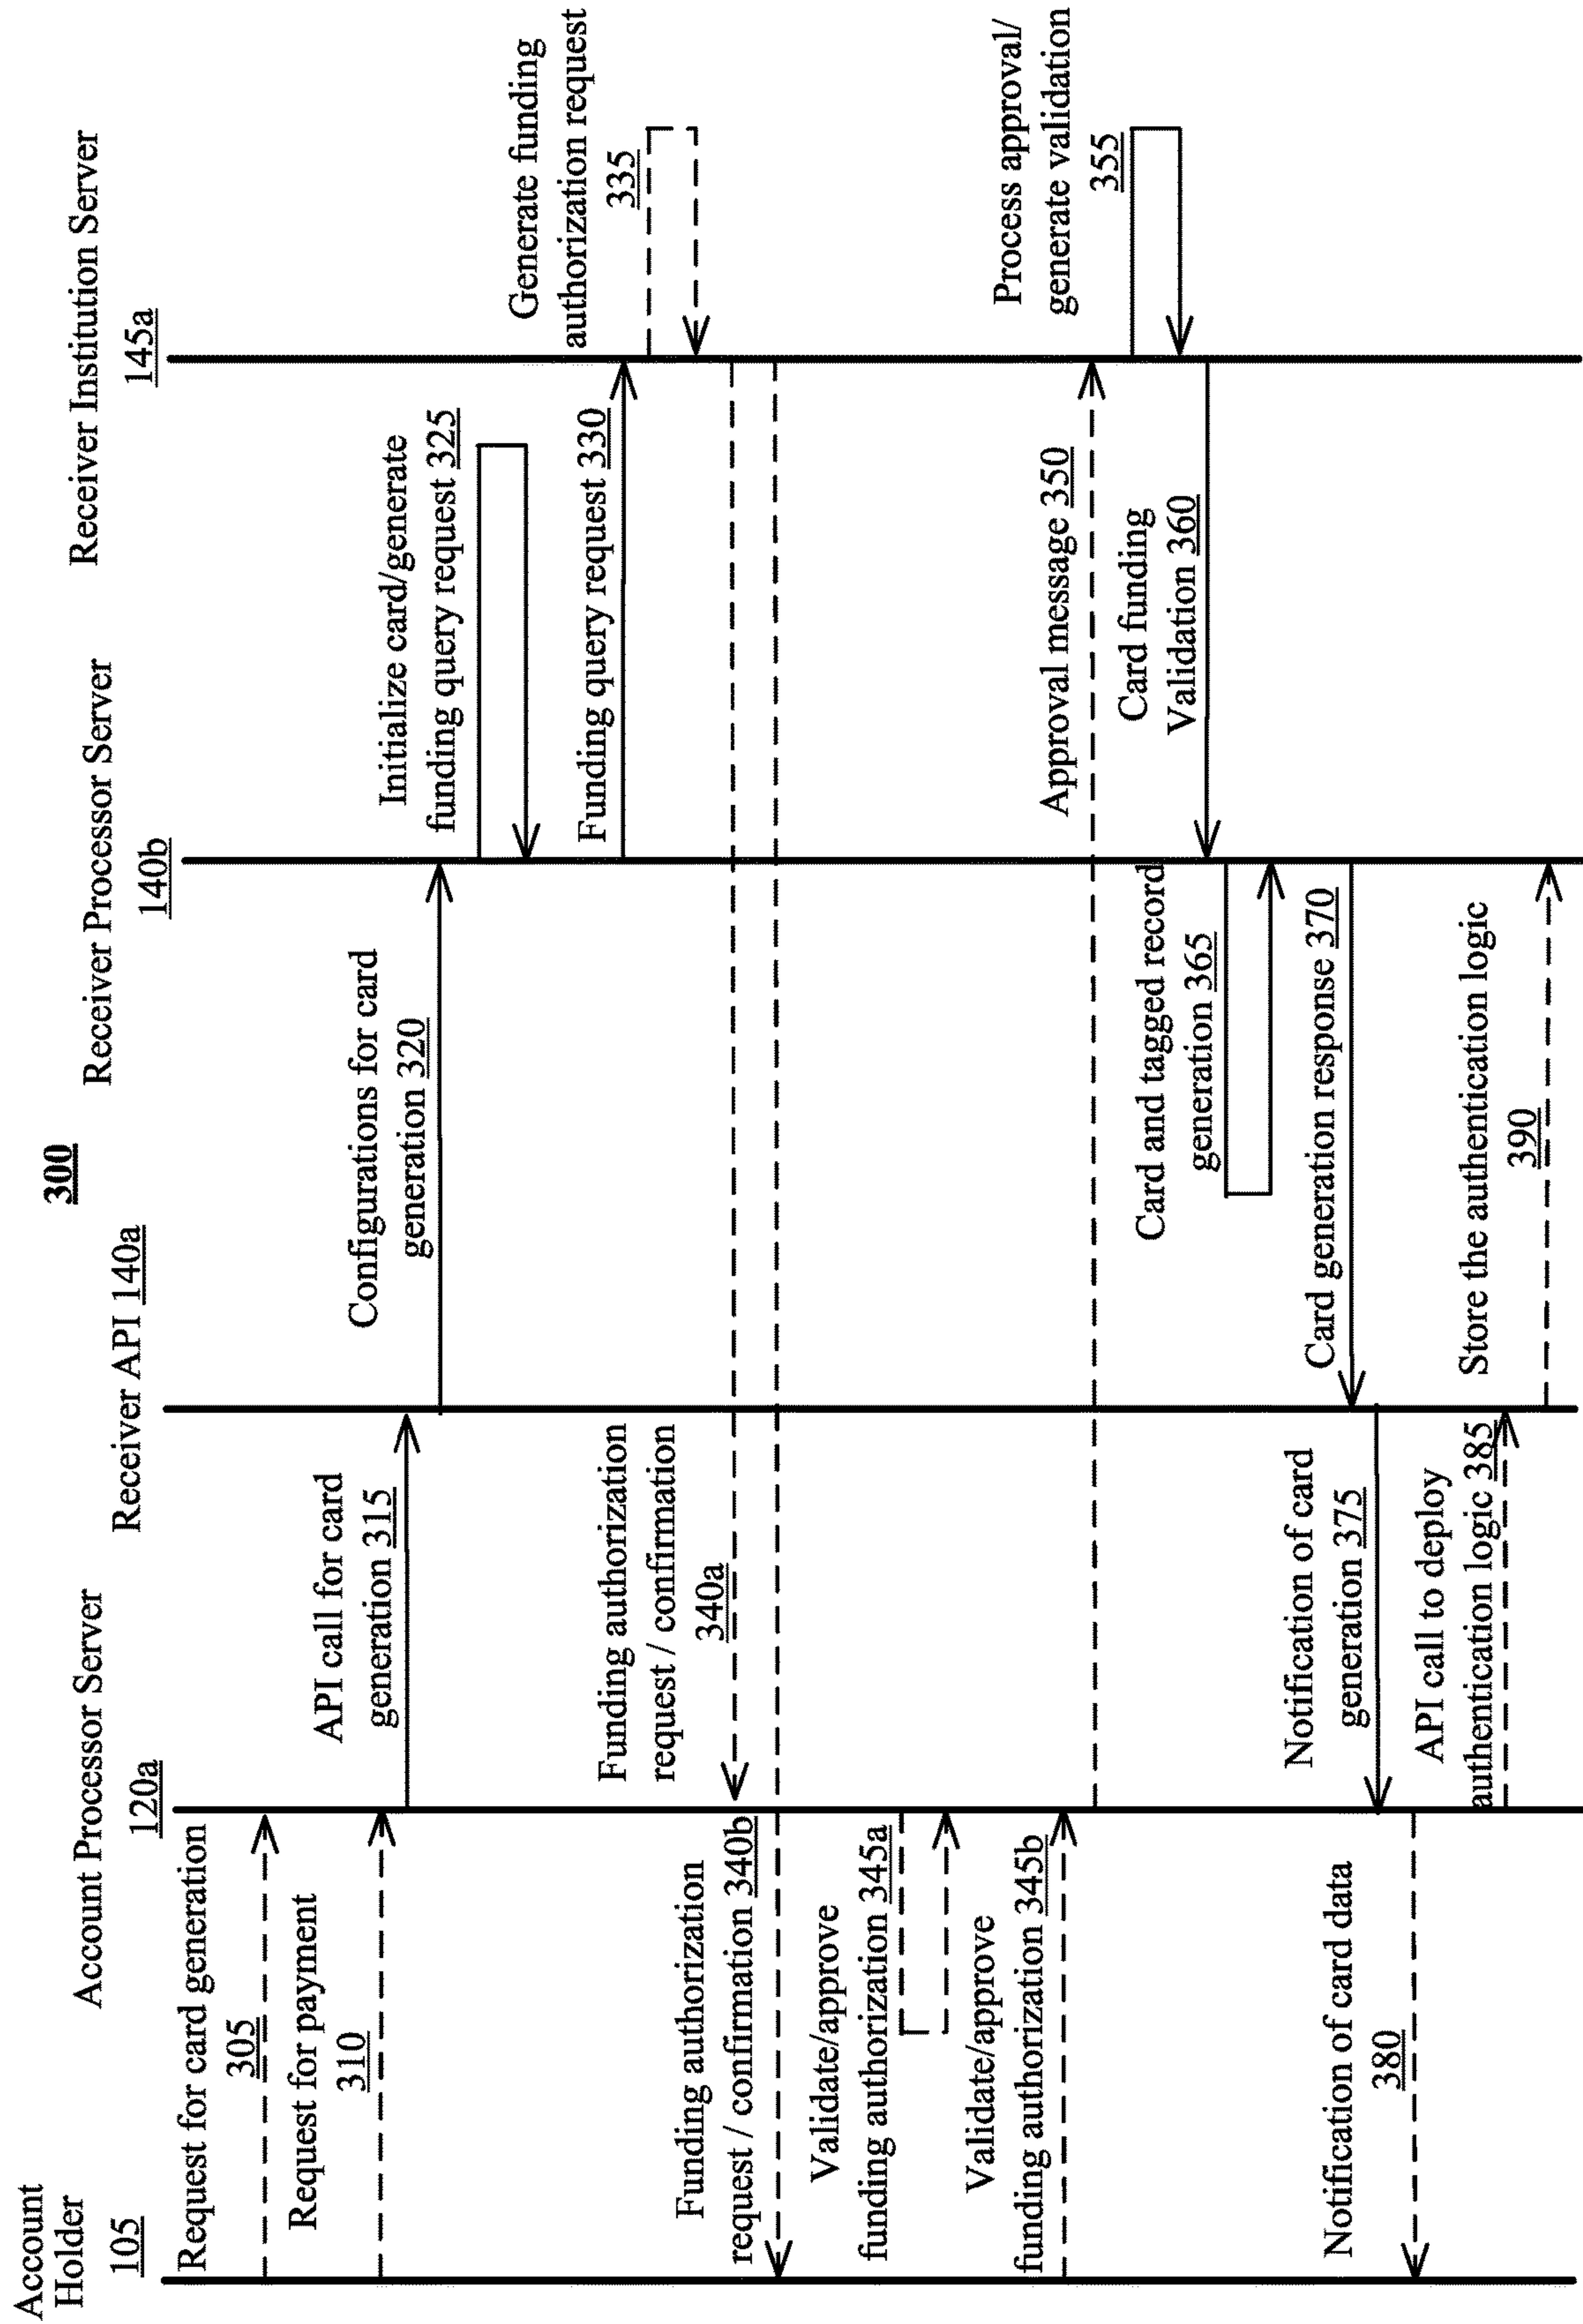 300
Account
Holder
105
Account Processor Server
120a
Receiver API 140a
Receiver Processor Server
140b
Receiver Institution Server
145a
Request for card generation
305
Request for payment
310
API call for card
generation 315
Configurations for card
generation 320
Initialize card/generate
funding query request 325
Funding query request 330
Generate funding
authorization request
335
Funding authorization
request / confirmation
340a
Funding authorization
request / confirmation 340b
Validate/approve
funding authorization 345a
Validate/approve
funding authorization 345b
Approval message 350
Process approval/
generate validation
355
Card funding
Validation 360
Card and tagged record
generation 365
Card generation response 370
Notification of card
generation 375
Notification of card data
380
API call to deploy
authentication logic 385
Store the authentication logic
390